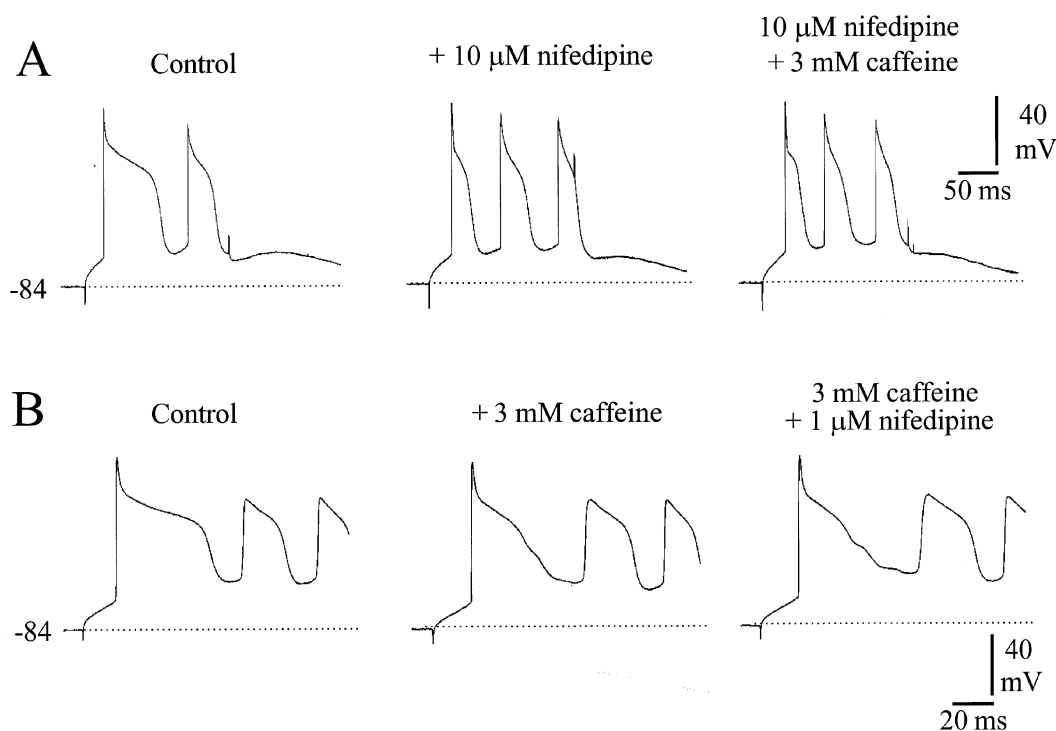 A
Control
+ 10 μM nifedipine
10 μM nifedipine
+ 3 mM caffeine
40
mV
50 ms
-84
B
Control
+ 3 mM caffeine
3 mM caffeine
+ 1 μM nifedipine
-84
40
mV
20 ms